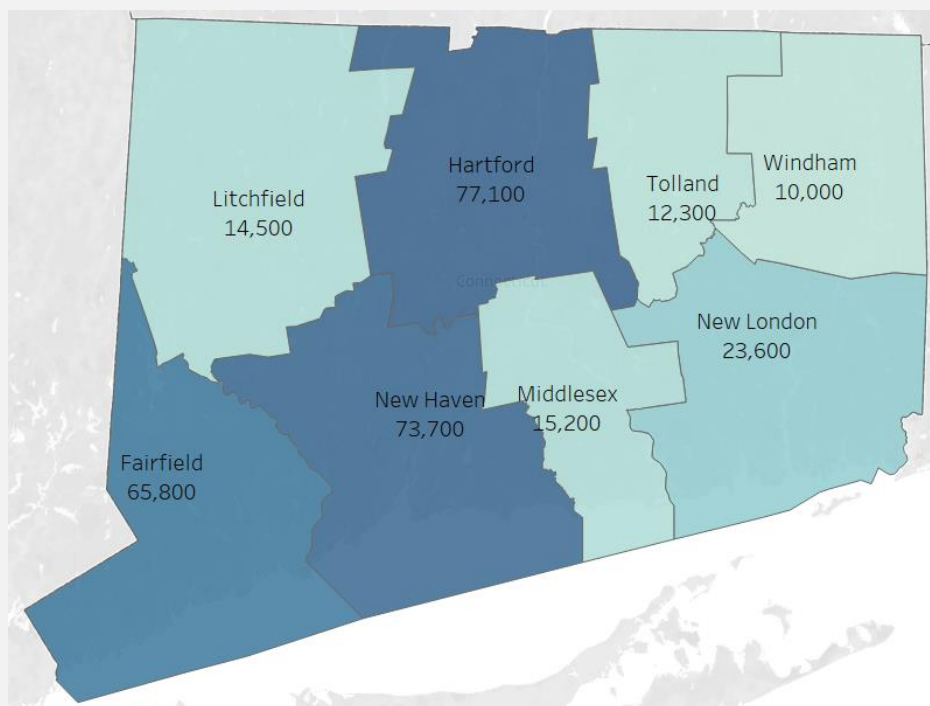 Hartford
77,100
Windham
10,000
Tolland
12,300
Litchfield
14,500
Connecticut
New London
23,600
New Haven
73,700
Middlesex
15,200
Fairfield
65,800